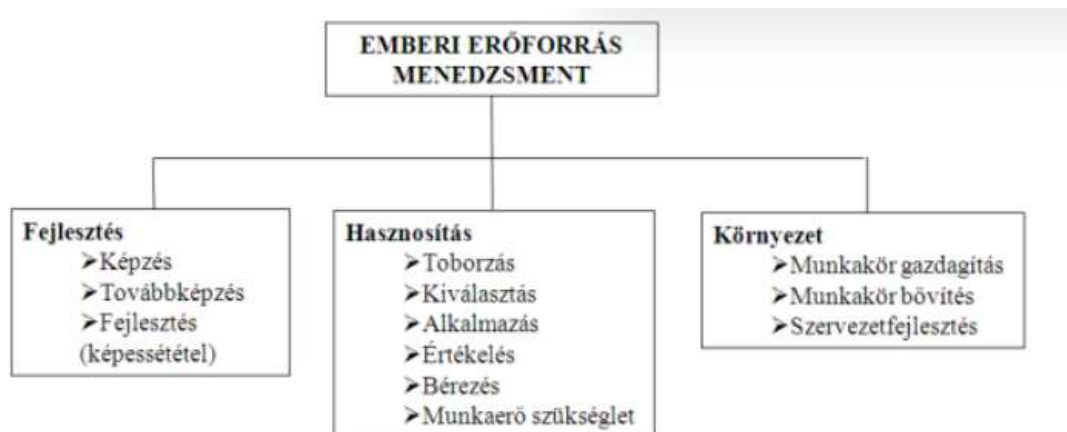 EMBERI ERŐFORRÁS
MENEDZSMENT
Fejlesztés
➤Képzés
➤Továbbképzés
➤Fejlesztés
(képessététel)
Hasznosítás
➤Toborzás
➤Kiválasztás
➤Alkalmazás
➤Értékelés
➤Bérezés
➤Munkaerő szükséglet
Környezet
➤Munkakör gazdagítás
➤Munkakör bővítés
➤Szervezetfejlesztés